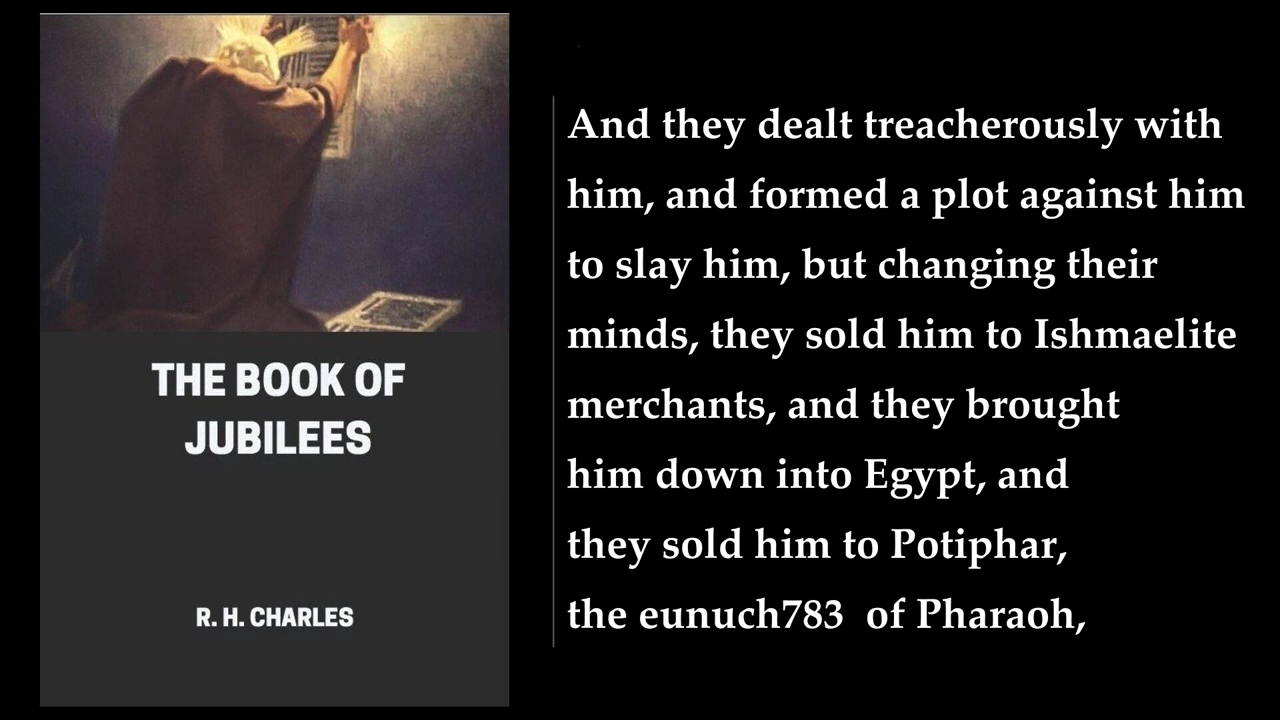 THE BOOK OF
JUBILEES
R. H. CHARLES
And they dealt treacherously with
him, and formed a plot against him
to slay him, but changing their
minds, they sold him to Ishmaelite
merchants, and they brought
him down into Egypt, and
they sold him to Potiphar,
the eunuch783  of Pharaoh,